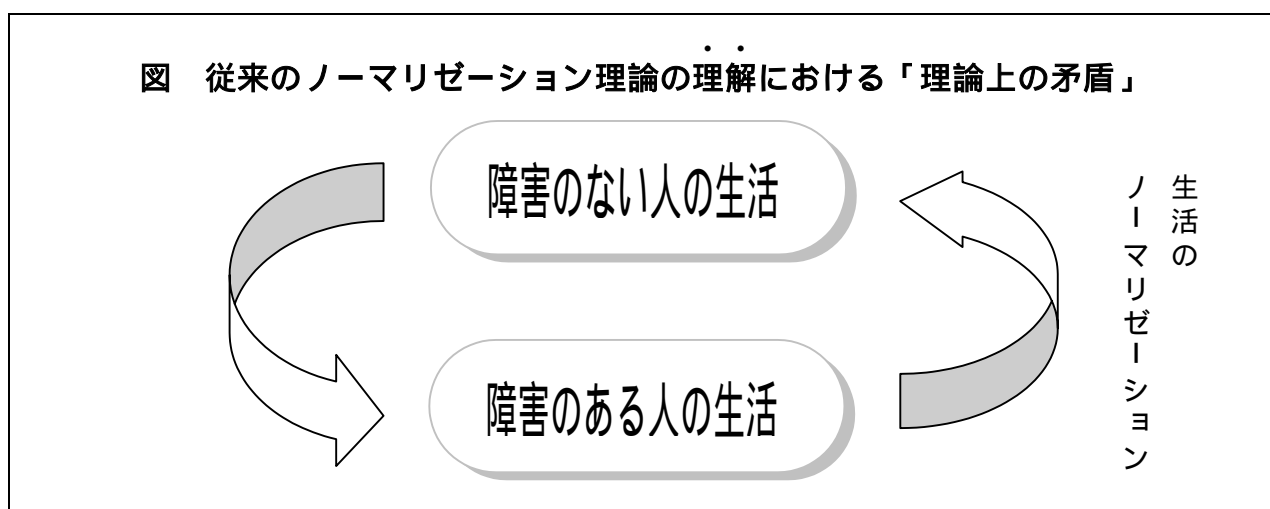 図　従来のノーマリゼーション理論の理解における「理論上の矛盾」
障害のない人の生活
障害のある人の生活
生活の
ノーマリゼーション